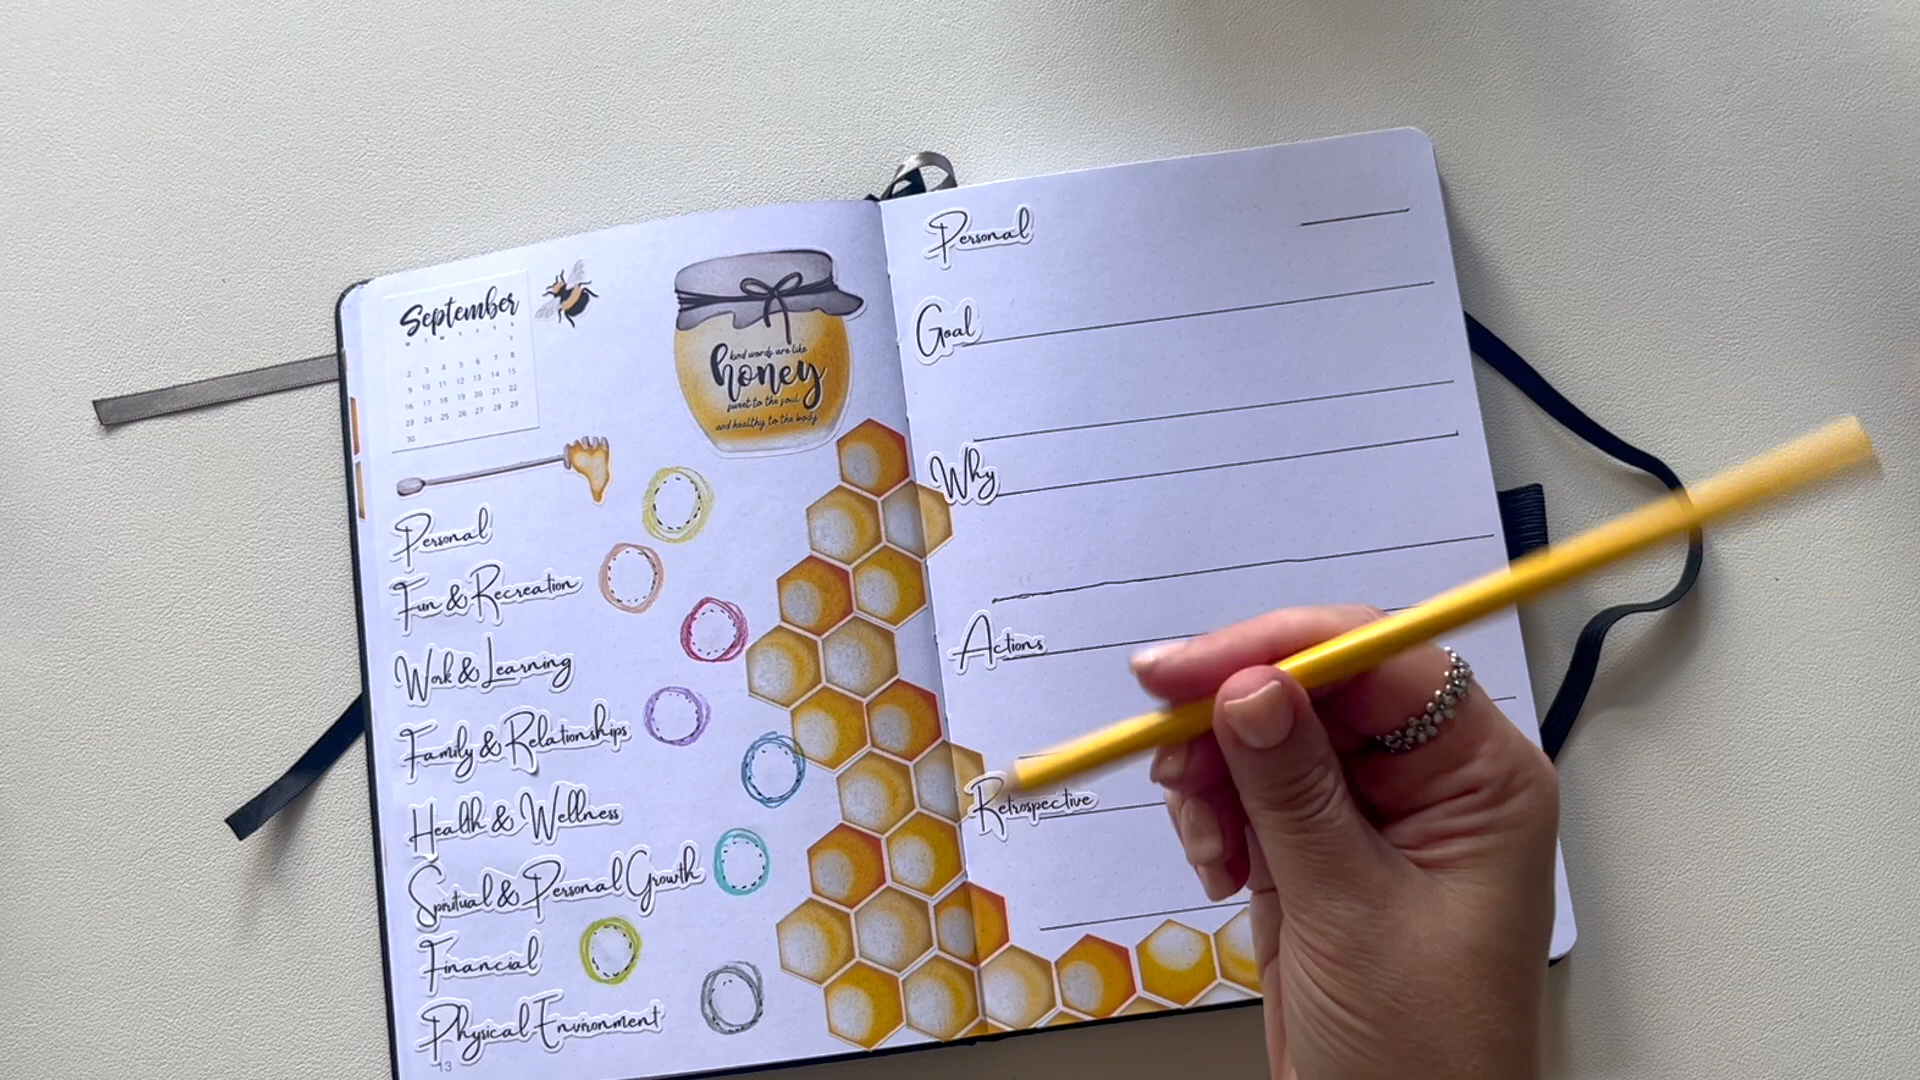 September
1
2 3 4 5 6 7 8
9 10 11 12 13 14 15
16 17 18 19 20 21 22
23 24 25 26 27 28 29
30
kind words are like
honey
sweet to the soul
and healthy to the body
Personal
Fun & Recreation
Work & Learning
Family & Relationships
Health & Wellness
Spiritual & Personal Growth
Financial
Physical Environment
13
Personal
Goal
Why
Actions
Retrospective